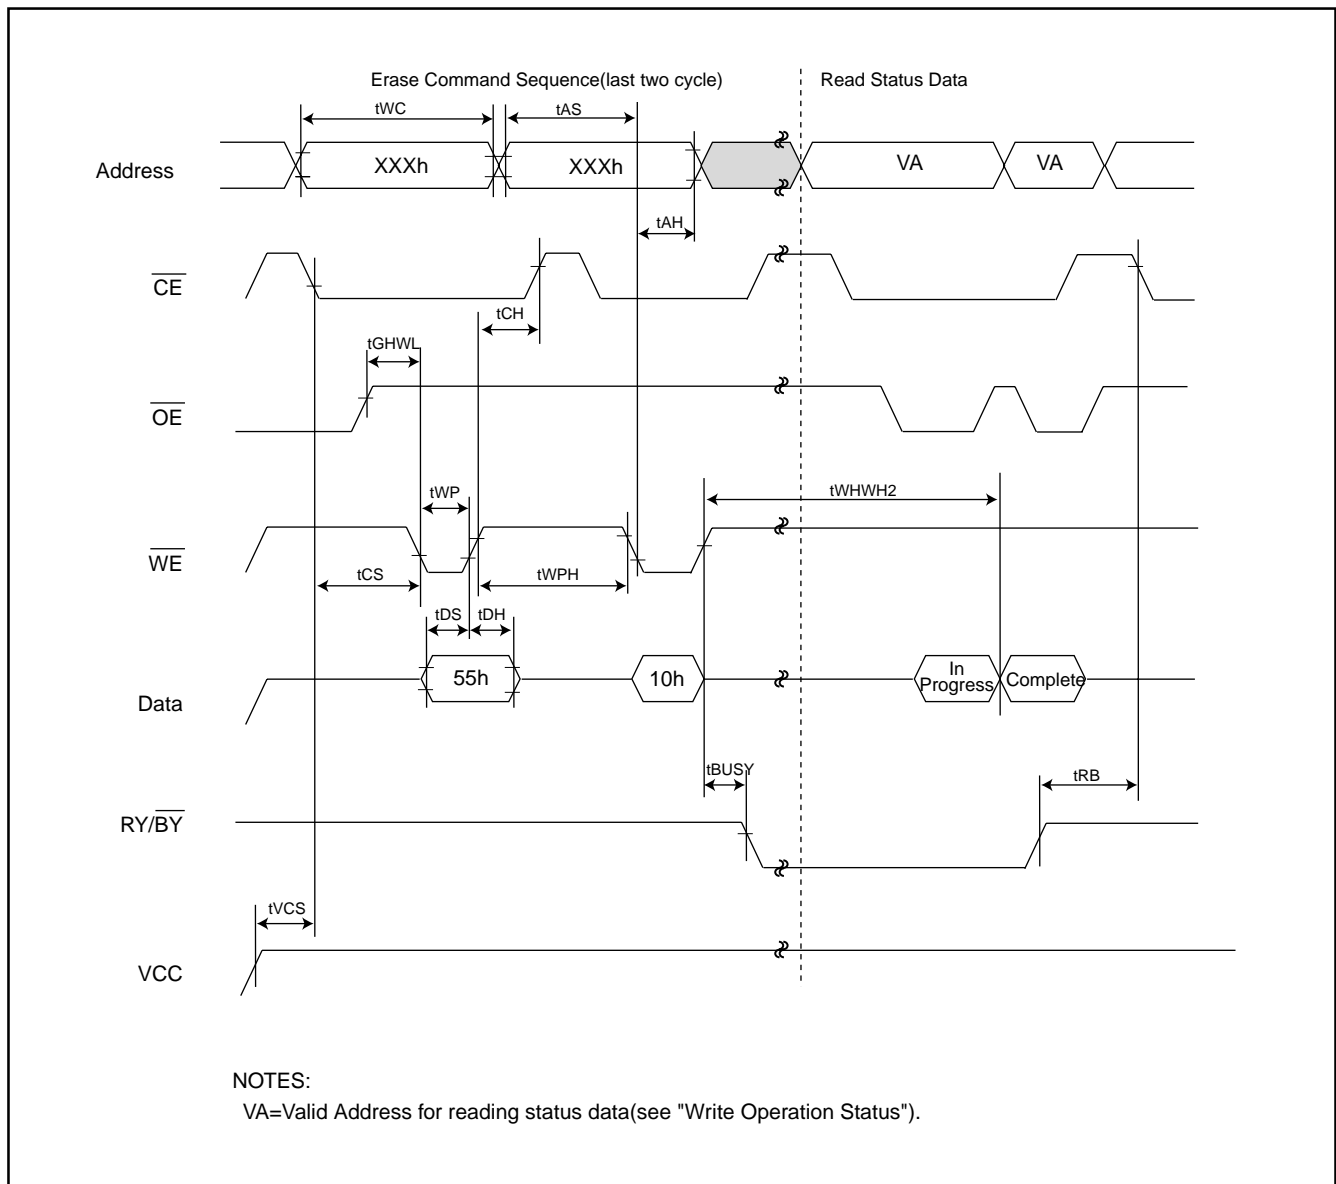 Erase Command Sequence(last two cycle)
Read Status Data
tWC
tAS
Address
XXXh
XXXh
VA
VA
tAH
CE
tCH
tGHWL
OE
tWP
tWHWH2
WE
tCS
tWPH
tDS
tDH
55h
10h
In
Progress
Complete
Data
tBUSY
tRB
RY/BY
tVCS
VCC
NOTES:
VA=Valid Address for reading status data(see "Write Operation Status").